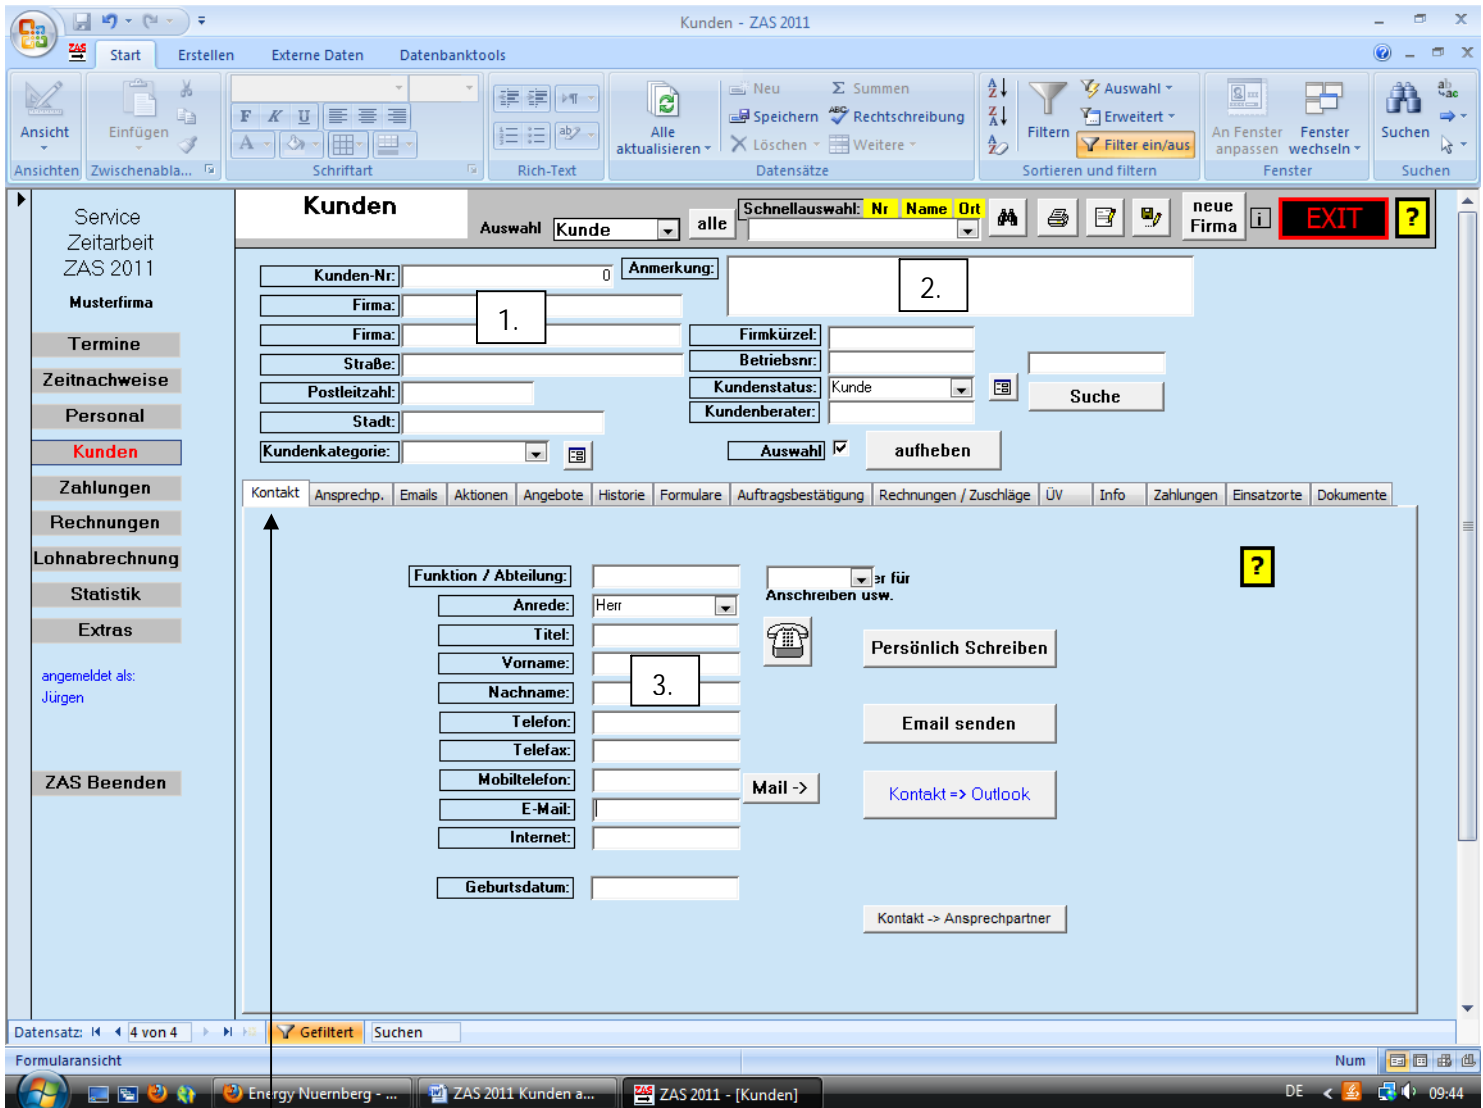 Kunden - ZAS 2011
ZAS Start Erstellen Externe Daten Datenbanktools
Ansicht
Einfügen
F K U
Alle aktualisieren
Neu
Speichern
Löschen
Summen
Rechtschreibung
Weitere
Filtern
Auswahl
Erweitert
Filter ein/aus
An Fenster anpassen
Fenster wechseln
Suchen
Ansichten Zwischenabla... Schriftart Rich-Text Datensätze Sortieren und filtern Fenster Suchen
Service
Zeitarbeit
ZAS 2011
Musterfirma
Termine
Zeitnachweise
Personal
Kunden
Zahlungen
Rechnungen
Lohnabrechnung
Statistik
Extras
angemeldet als:
Jürgen
ZAS Beenden
Kunden
Auswahl Kunde alle
Schnellauswahl: Nr Name Ort
neue Firma
i
EXIT
?
Kunden-Nr: 0
Firma:
1.
Firma:
Straße:
Postleitzahl:
Stadt:
Kundenkategorie:
Anmerkung:
2.
Firmkürzel:
Betriebsnr:
Kundenstatus: Kunde
Kundenberater:
Suche
Auswahl aufheben
Kontakt Ansprechp. Emails Aktionen Angebote Historie Formulare Auftragsbestätigung Rechnungen / Zuschläge ÜV Info Zahlungen Einsatzorte Dokumente
Funktion / Abteilung:
er für
Anschreiben usw.
?
Anrede: Herr
Titel:
Vorname:
3.
Nachname:
Telefon:
Telefax:
Mobiltelefon:
E-Mail:
Internet:
Geburtsdatum:
Mail ->
Persönlich Schreiben
Email senden
Kontakt => Outlook
Kontakt -> Ansprechpartner
Datensatz: 4 von 4 Gefiltert Suchen
Formularansicht Num
Energy Nuernberg - ... ZAS 2011 Kunden a... ZAS 2011 - [Kunden] DE 09:44